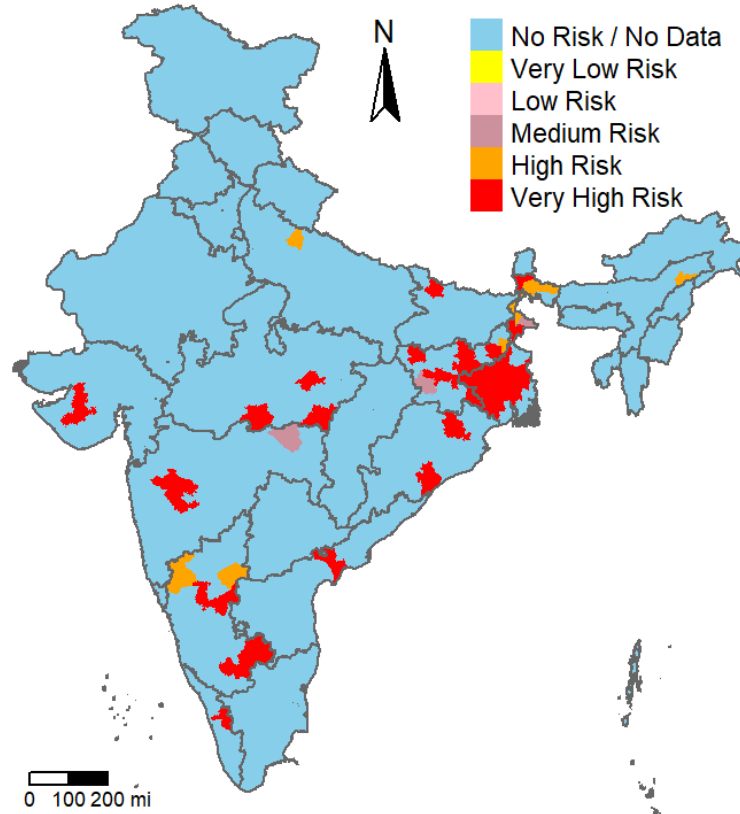 N
No Risk / No Data
Very Low Risk
Low Risk
Medium Risk
High Risk
Very High Risk
0 100 200 mi